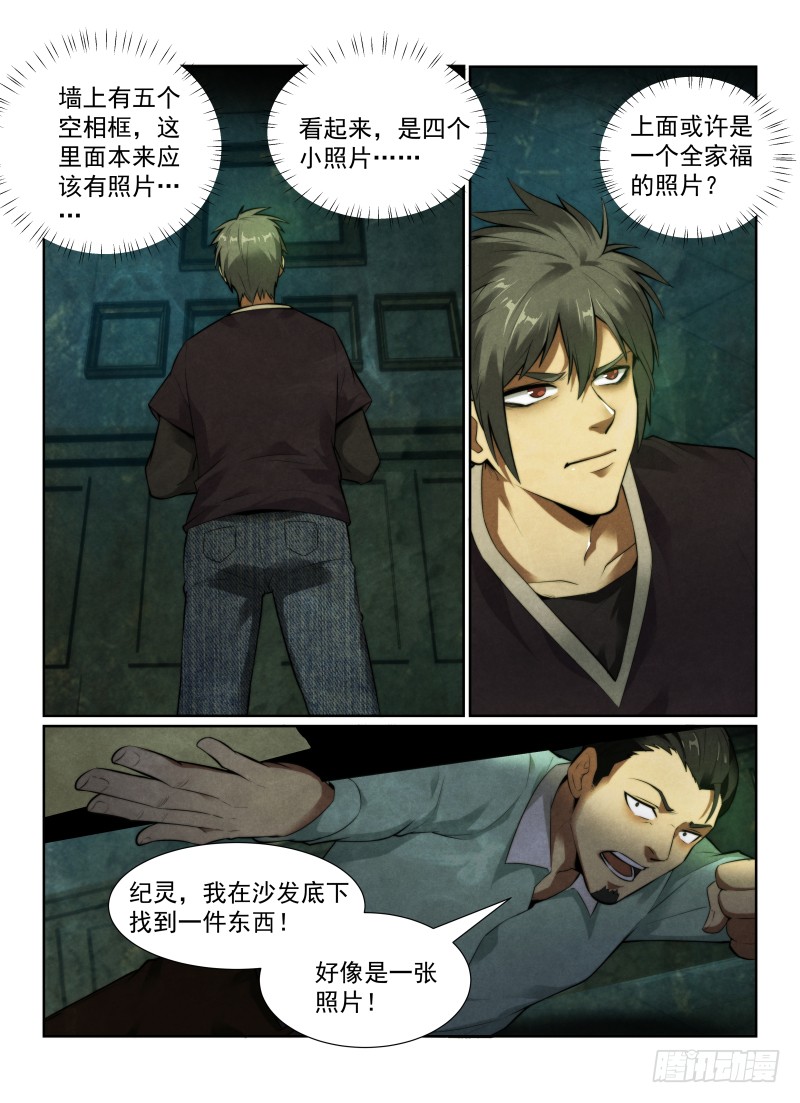 墙上有五个
空相框，这
里面本来应
该有照片⋯
⋯
看起来，是四个
小照片⋯⋯
上面或许是
一个全家福
的照片？
纪灵，我在沙发底下
找到一件东西！
好像是一张
照片！
腾讯动漫